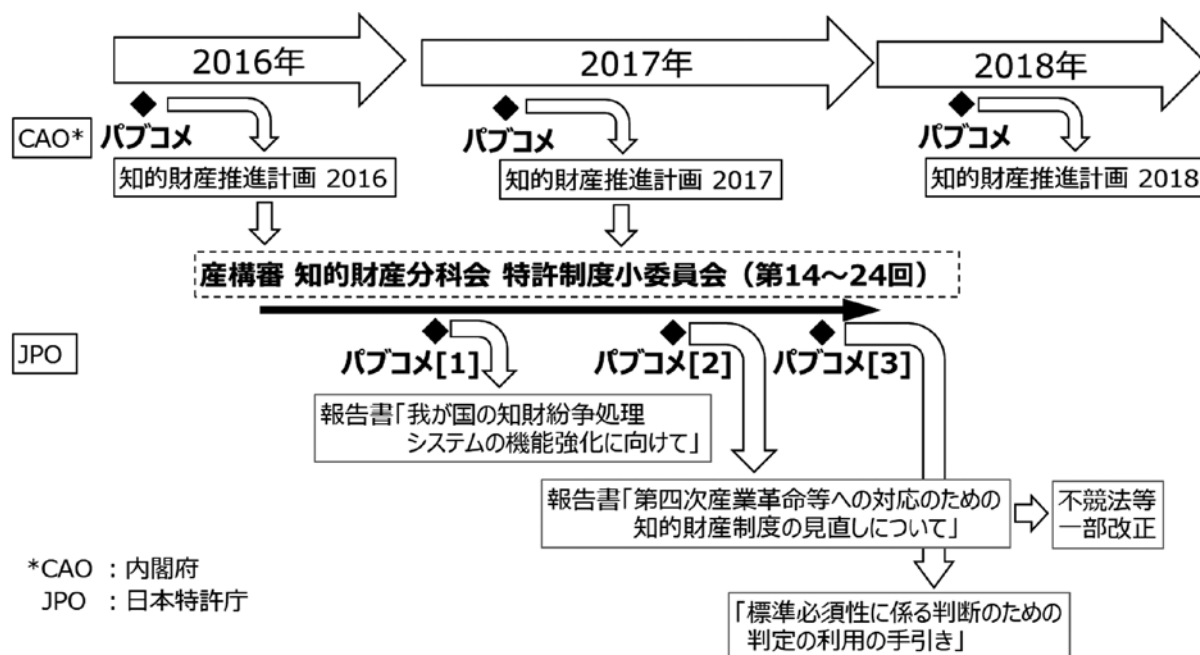 2016年
2017年
2018年
CAO*
パブコメ
パブコメ
パブコメ
知的財産推進計画 2016
知的財産推進計画 2017
知的財産推進計画 2018
産構審 知的財産分科会 特許制度小委員会（第14～24回）
JPO
パブコメ[1]
パブコメ[2]
パブコメ[3]
報告書「我が国の知財紛争処理
システムの機能強化に向けて」
報告書「第四次産業革命等への対応のための
知的財産制度の見直しについて」
不競法等
一部改正
*CAO ：内閣府
JPO ：日本特許庁
「標準必須性に係る判断のための
判定の利用の手引き」